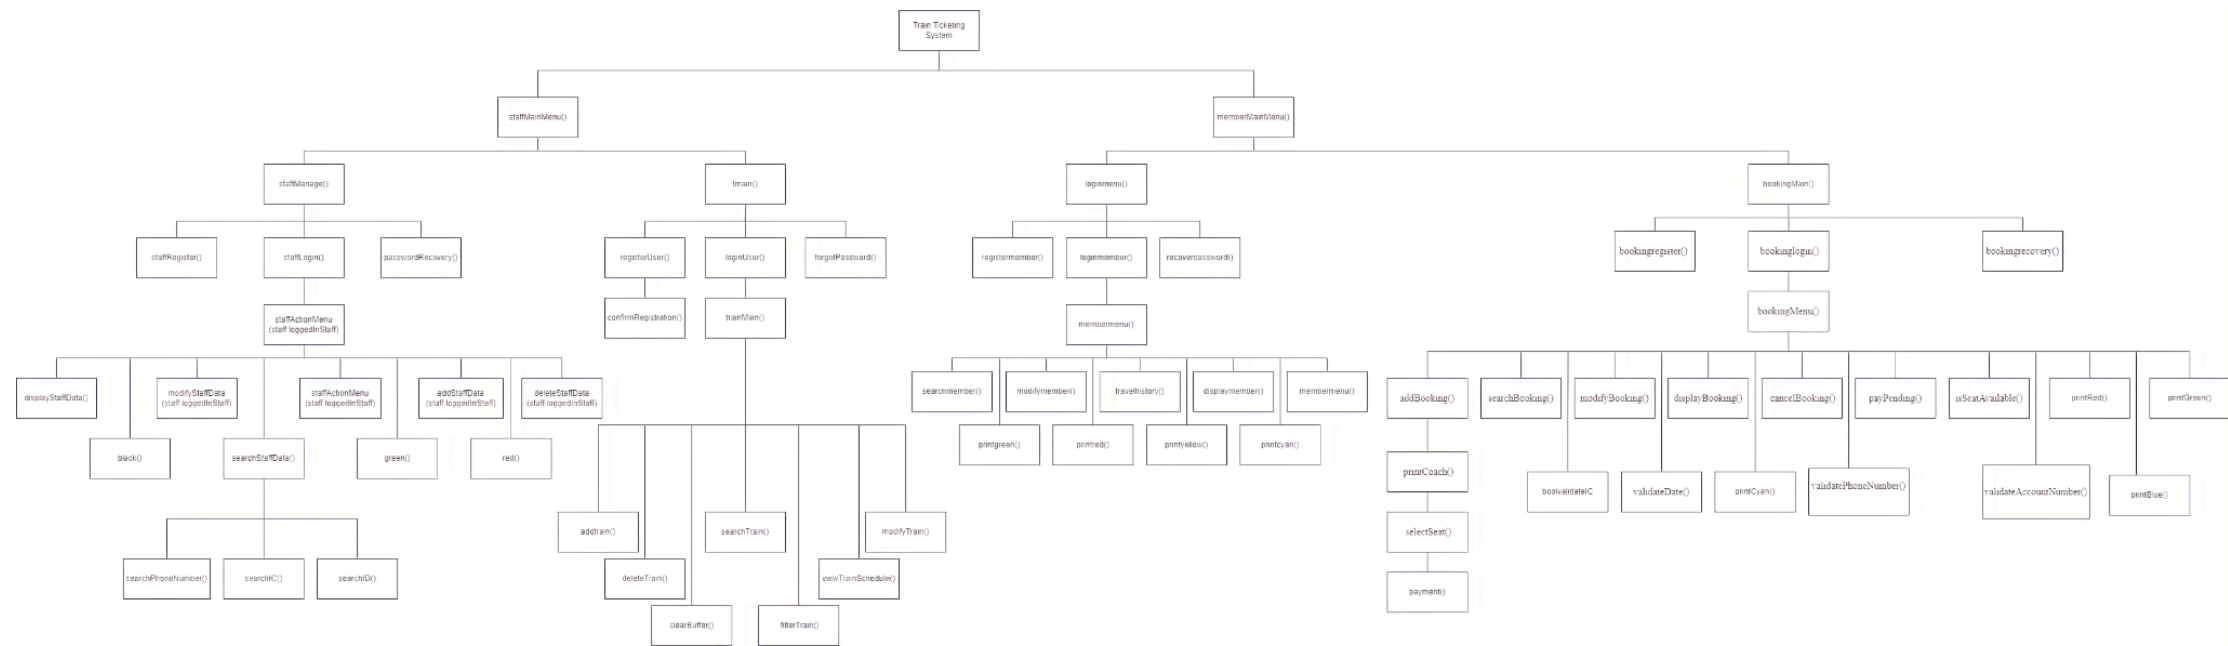 Train Ticketing
System
staffMainMenu()
memberMainMenu()
staffManage()
tmain()
loginmenu()
bookingMain()
staffRegister()
staffLogin()
passwordRecovery()
registerUser()
loginUser()
forgotPassword()
registermember()
loginmember()
recoverpassword()
bookingregister()
bookinglogin()
bookingrecovery()
staffActionMenu
(staff loggedInStaff)
confirmRegistration()
trainMain()
membermenu()
bookingMenu()
displayStaffData()
modifyStaffData
(staff loggedInStaff)
staffActionMenu
(staff loggedInStaff)
addStaffData
(staff loggedInStaff)
deleteStaffData
(staff loggedInStaff)
searchmember()
modifymember()
travelhistory()
displaymember()
membermenu()
addBooking()
searchBooking()
modifyBooking()
displayBooking()
cancelBooking()
payPending()
isSeatAvailable()
printRed()
printGreen()
black()
searchStaffData()
green()
red()
printgreen()
printred()
printyellow()
printcyan()
printCoach()
boolvalidateIC
validateDate()
printCyan()
validatePhoneNumber()
validateAccountNumber()
printBlue()
addtrain()
searchTrain()
modifyTrain()
selectSeat()
searchPhoneNumber()
searchIC()
searchID()
deleteTrain()
viewTrainSchedule()
payment()
clearBuffer()
filterTrain()